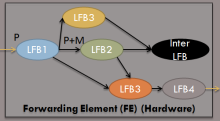 LFB3
P
P+M
LFB1
LFB2
Inter
LFB
LFB3
LFB4
Forwarding Element (FE) (Hardware)